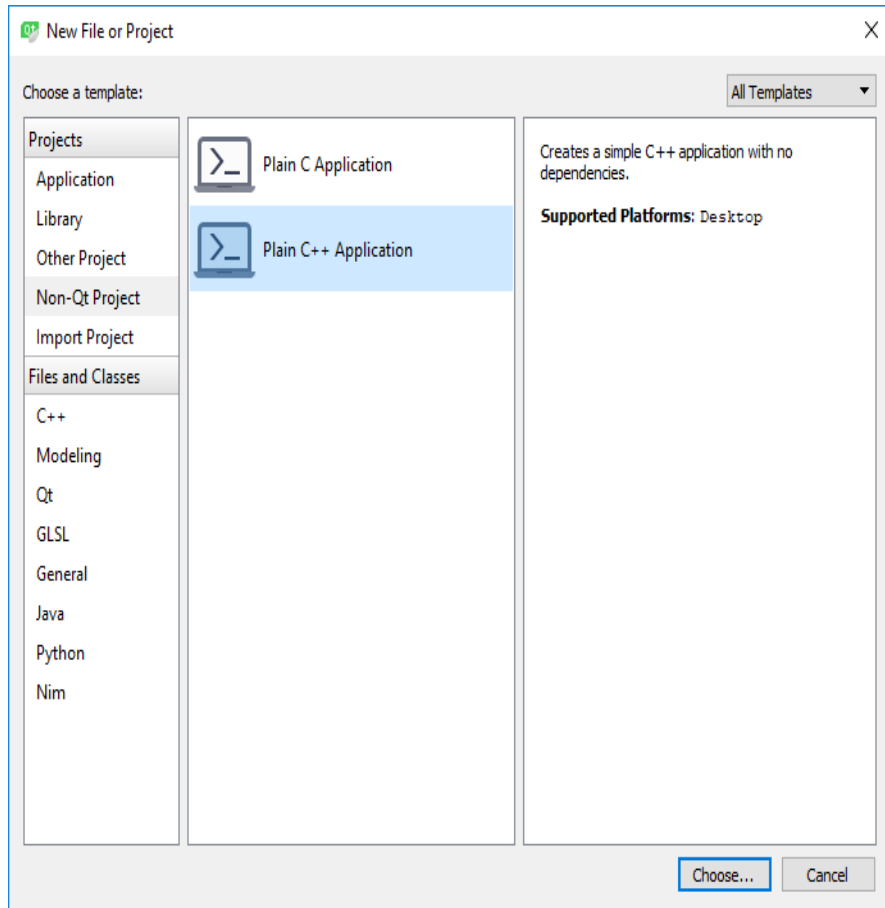 New File or Project
Choose a template:
All Templates
Projects
Application
Library
Other Project
Non-Qt Project
Import Project
Files and Classes
C++
Modeling
Qt
GLSL
General
Java
Python
Nim
Plain C Application
Plain C++ Application
Creates a simple C++ application with no
dependencies.
Supported Platforms: Desktop
Choose...
Cancel